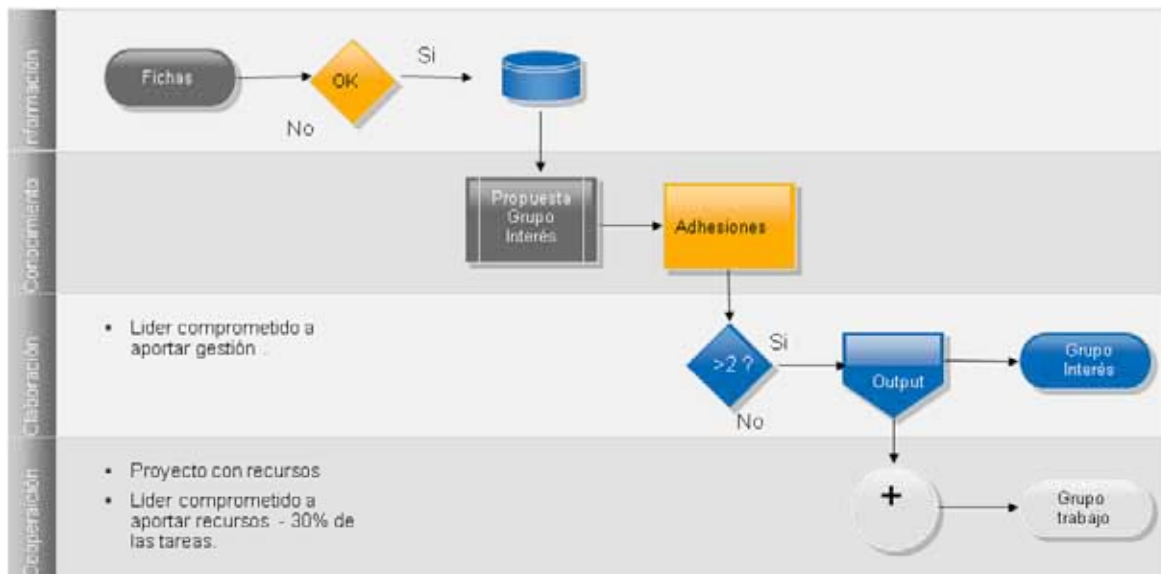 Información
Fichas
OK
Si
No
Conocimiento
Propuesta
Grupo
Interés
Adhesiones
Elaboración
• Lider comprometido a
aportar gestión .
>2 ?
Si
No
Output
Grupo
Interés
Cooperación
• Proyecto con recursos
• Líder comprometido a
aportar recursos - 30% de
las tareas.
+
Grupo
trabajo